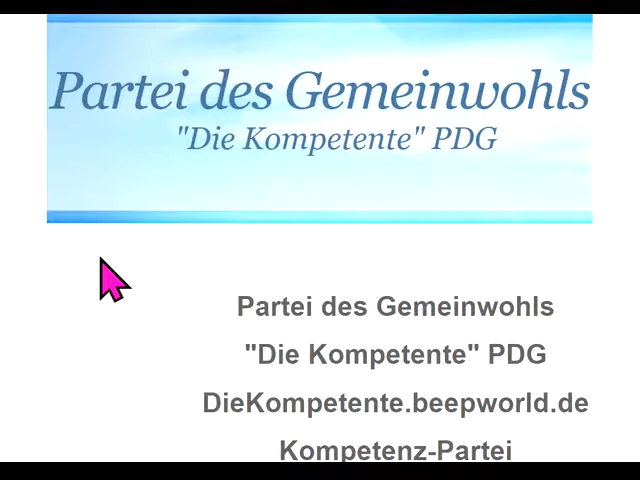 Partei des Gemeinwohls
"Die Kompetente" PDG
Partei des Gemeinwohls
"Die Kompetente" PDG
DieKompetente.beepworld.de
Kompetenz-Partei